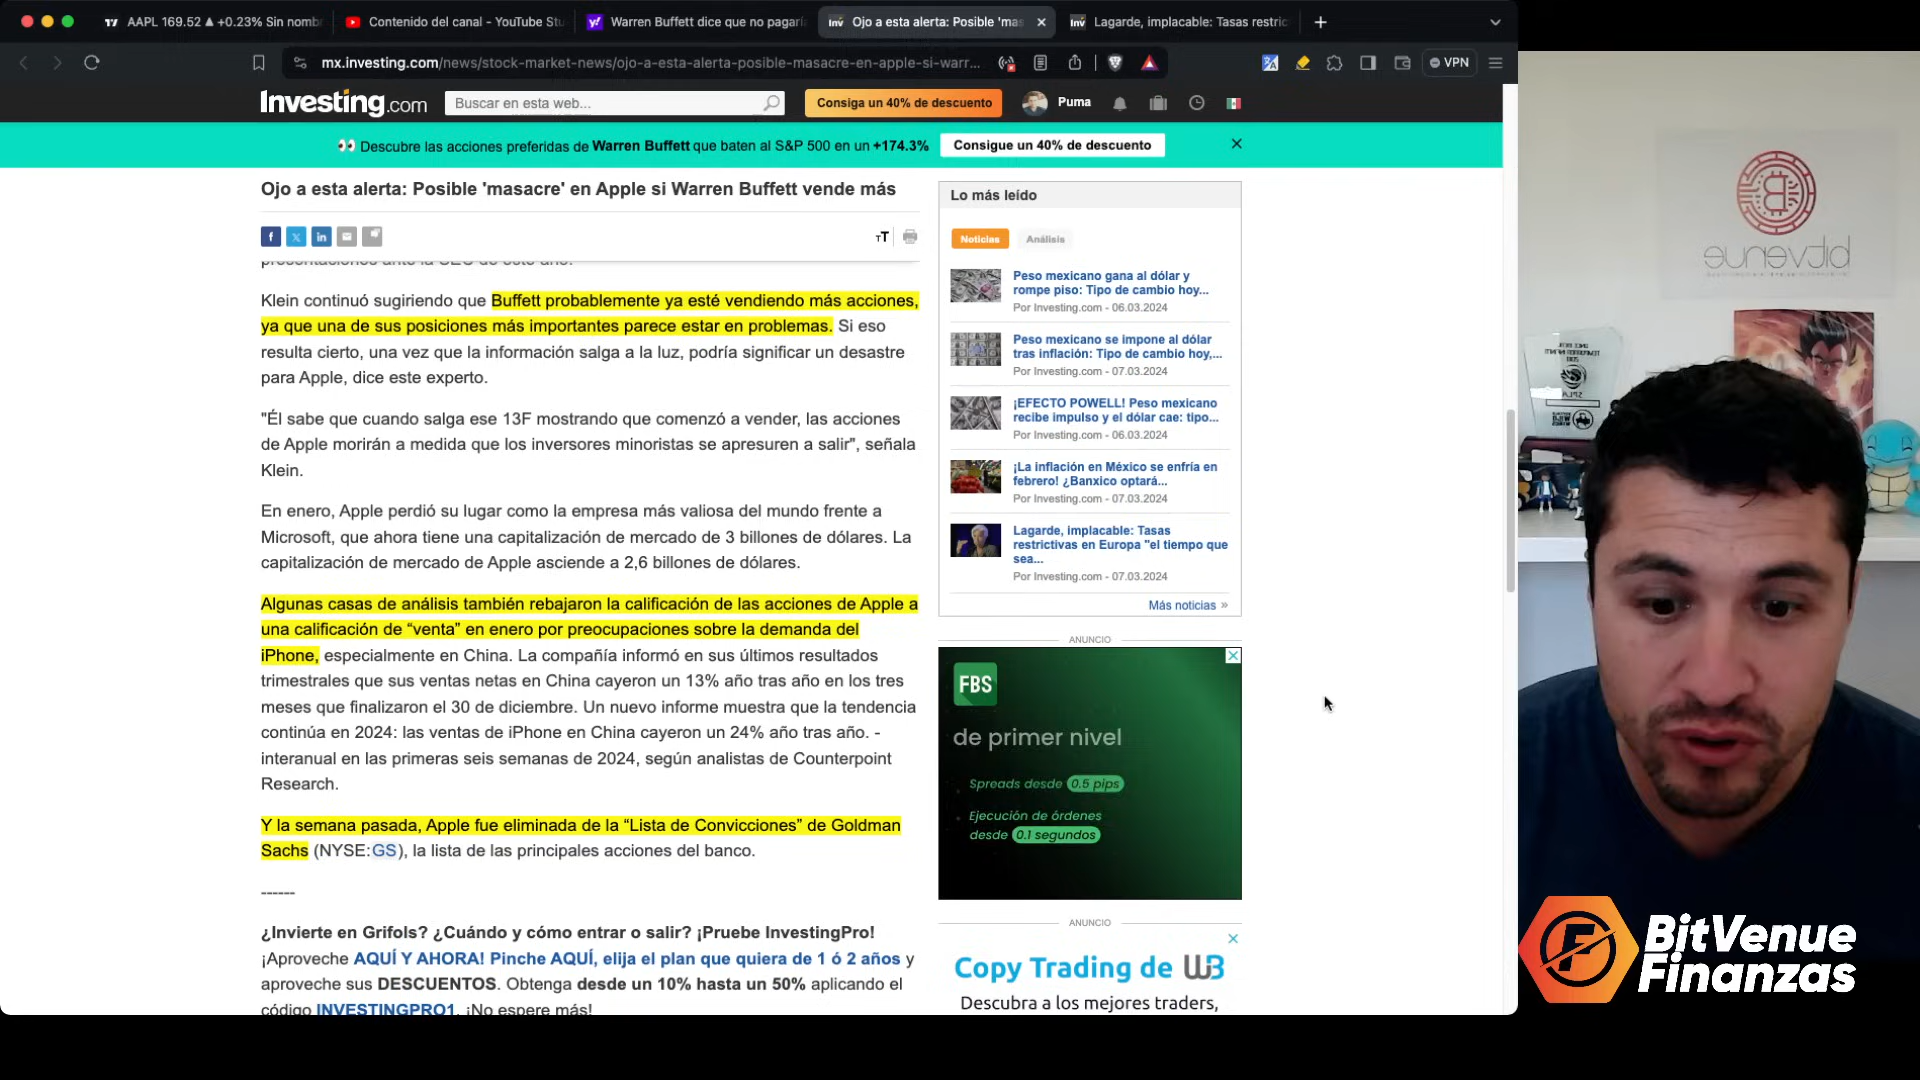 AAPL 169.52 ▲ +0.23% Sin nomb
Contenido del canal - YouTube Stu
Warren Buffett dice que no pagarí
Ojo a esta alerta: Posible 'mas
Lagarde, implacable: Tasas restric
mx.investing.com/news/stock-market-news/ojo-a-esta-alerta-posible-masacre-en-apple-si-warr...
VPN
Investing.com
Buscar en esta web...
Consiga un 40% de descuento
Puma
Descubre las acciones preferidas de Warren Buffett que baten al S&P 500 en un +174.3%
Consigue un 40% de descuento
Ojo a esta alerta: Posible 'masacre' en Apple si Warren Buffett vende más
presentaciones ante la SEC de este año.
Klein continuó sugiriendo que Buffett probablemente ya esté vendiendo más acciones,
ya que una de sus posiciones más importantes parece estar en problemas. Si eso
resulta cierto, una vez que la información salga a la luz, podría significar un desastre
para Apple, dice este experto.
"Él sabe que cuando salga ese 13F mostrando que comenzó a vender, las acciones
de Apple morirán a medida que los inversores minoristas se apresuren a salir", señala
Klein.
En enero, Apple perdió su lugar como la empresa más valiosa del mundo frente a
Microsoft, que ahora tiene una capitalización de mercado de 3 billones de dólares. La
capitalización de mercado de Apple asciende a 2,6 billones de dólares.
Algunas casas de análisis también rebajaron la calificación de las acciones de Apple a
una calificación de “venta” en enero por preocupaciones sobre la demanda del
iPhone, especialmente en China. La compañía informó en sus últimos resultados
trimestrales que sus ventas netas en China cayeron un 13% año tras año en los tres
meses que finalizaron el 30 de diciembre. Un nuevo informe muestra que la tendencia
continúa en 2024: las ventas de iPhone en China cayeron un 24% año tras año. -
interanual en las primeras seis semanas de 2024, según analistas de Counterpoint
Research.
Y la semana pasada, Apple fue eliminada de la “Lista de Convicciones” de Goldman
Sachs (NYSE:GS), la lista de las principales acciones del banco.
------
¿Invierte en Grifols? ¿Cuándo y cómo entrar o salir? ¡Pruebe InvestingPro!
¡Aproveche AQUÍ Y AHORA! Pinche AQUÍ, elija el plan que quiera de 1 ó 2 años y
aproveche sus DESCUENTOS. Obtenga desde un 10% hasta un 50% aplicando el
código INVESTINGPRO1. ¡No espere más!
Lo más leído
Noticias
Análisis
Peso mexicano gana al dólar y
rompe piso: Tipo de cambio hoy...
Por Investing.com - 06.03.2024
Peso mexicano se impone al dólar
tras inflación: Tipo de cambio hoy,...
Por Investing.com - 07.03.2024
¡EFECTO POWELL! Peso mexicano
recibe impulso y el dólar cae: tipo...
Por Investing.com - 06.03.2024
¡La inflación en México se enfría en
febrero! ¿Banxico optará...
Por Investing.com - 07.03.2024
Lagarde, implacable: Tasas
restrictivas en Europa "el tiempo que
sea...
Por Investing.com - 07.03.2024
Más noticias »
ANUNCIO
FBS
de primer nivel
Spreads desde 0.5 pips
Ejecución de órdenes
desde 0.1 segundos
ANUNCIO
Copy Trading de
Descubra a los mejores traders,
bitvenue
BitVenue
Finanzas